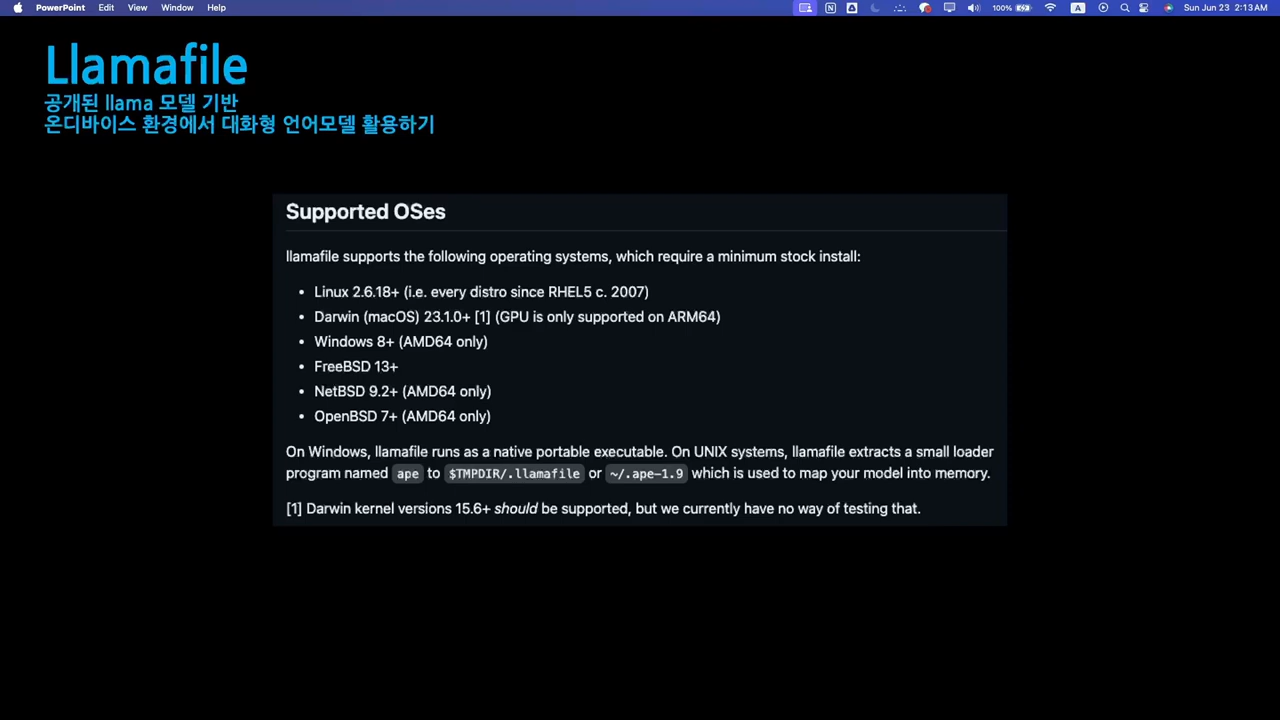 PowerPoint Edit View Window Help 100% A Sun Jun 23 2:13 AM
Llamafile
공개된 llama 모델 기반
온디바이스 환경에서 대화형 언어모델 활용하기
Supported OSes
llamafile supports the following operating systems, which require a minimum stock install:
• Linux 2.6.18+ (i.e. every distro since RHEL5 c. 2007)
• Darwin (macOS) 23.1.0+ [1] (GPU is only supported on ARM64)
• Windows 8+ (AMD64 only)
• FreeBSD 13+
• NetBSD 9.2+ (AMD64 only)
• OpenBSD 7+ (AMD64 only)
On Windows, llamafile runs as a native portable executable. On UNIX systems, llamafile extracts a small loader
program named ape to $TMPDIR/.llamafile or ~/.ape-1.9 which is used to map your model into memory.
[1] Darwin kernel versions 15.6+ should be supported, but we currently have no way of testing that.